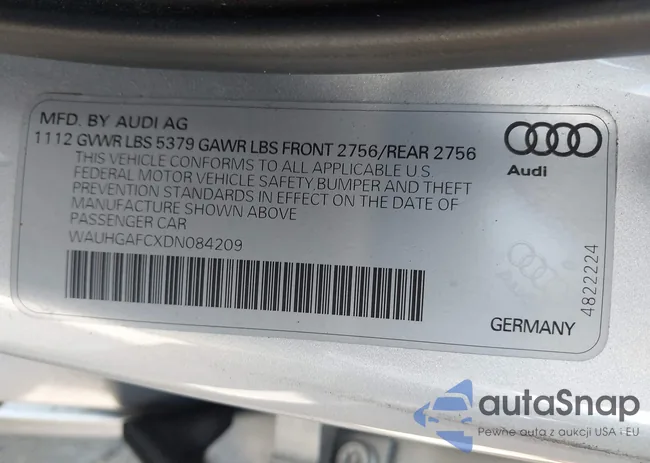 MFD. BY AUDI AG
1112 GVWR LBS 5379 GAWR LBS FRONT 2756/REAR 2756
THIS VEHICLE CONFORMS TO ALL APPLICABLE U.S.
FEDERAL MOTOR VEHICLE SAFETY,BUMPER AND THEFT
PREVENTION STANDARDS IN EFFECT ON THE DATE OF
MANUFACTURE SHOWN ABOVE
PASSENGER CAR
WAUHGAFCXDN084209
Audi
4822224
GERMANY
autaSnap
Pewne auta z aukcji USA i EU